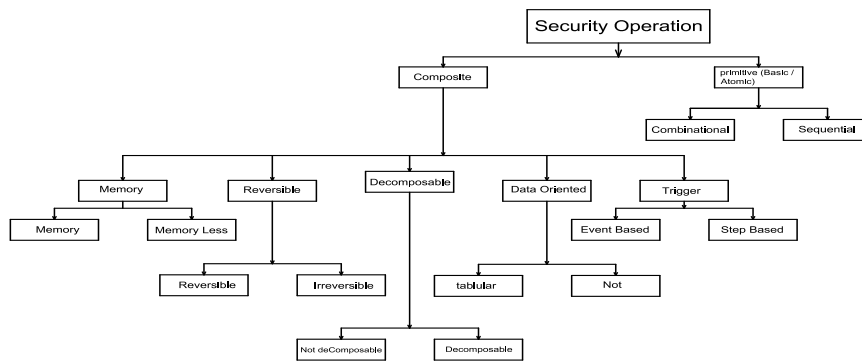 Security Operation
Composite
primitive (Basic /
Atomic)
Combinational
Sequential
Memory
Reversible
Decomposable
Data Oriented
Trigger
Memory
Memory Less
Event Based
Step Based
Reversible
Irreversible
tablular
Not
Not deComposable
Decomposable